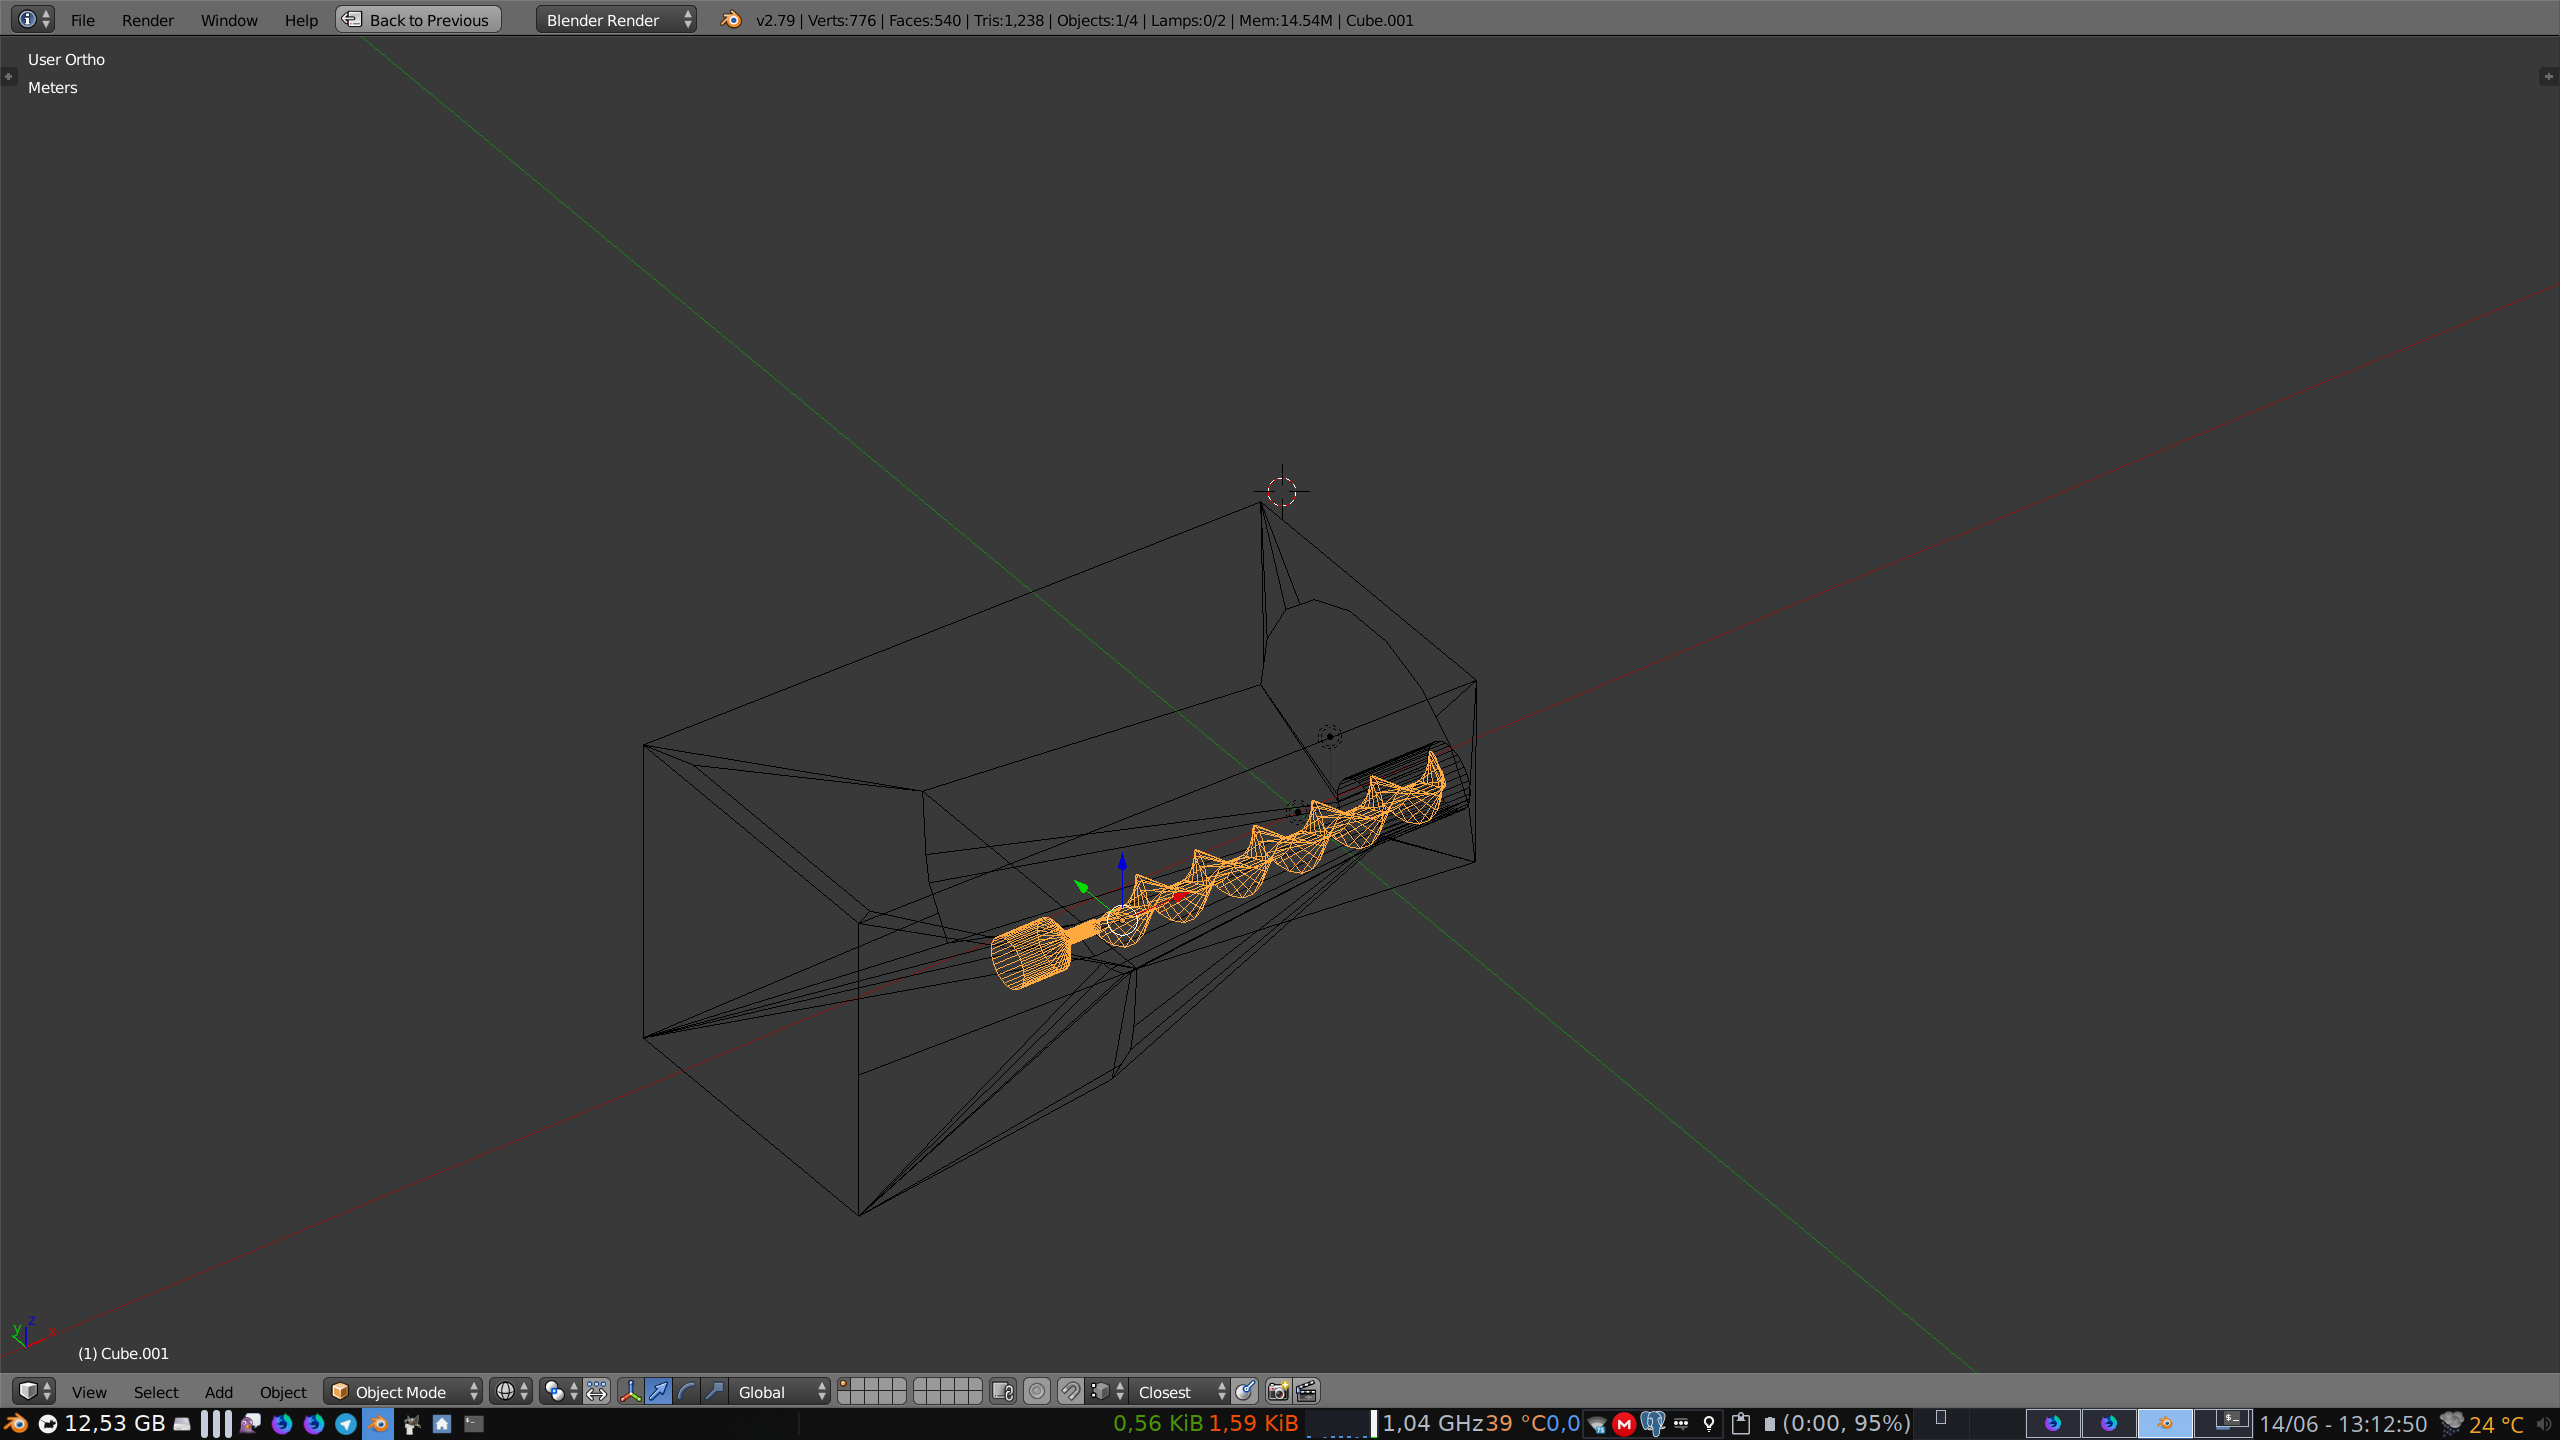 File Render Window Help Back to Previous Blender Render v2.79 | Verts:776 | Faces:540 | Tris:1,238 | Objects:1/4 | Lamps:0/2 | Mem:14.54M | Cube.001
User Ortho
Meters
y z x
(1) Cube.001
View Select Add Object Object Mode Global Closest
12,53 GB 0,56 KiB 1,59 KiB 1,04 GHz 39 °C 0,0 M (0:00, 95%) 14/06 - 13:12:50 24 °C